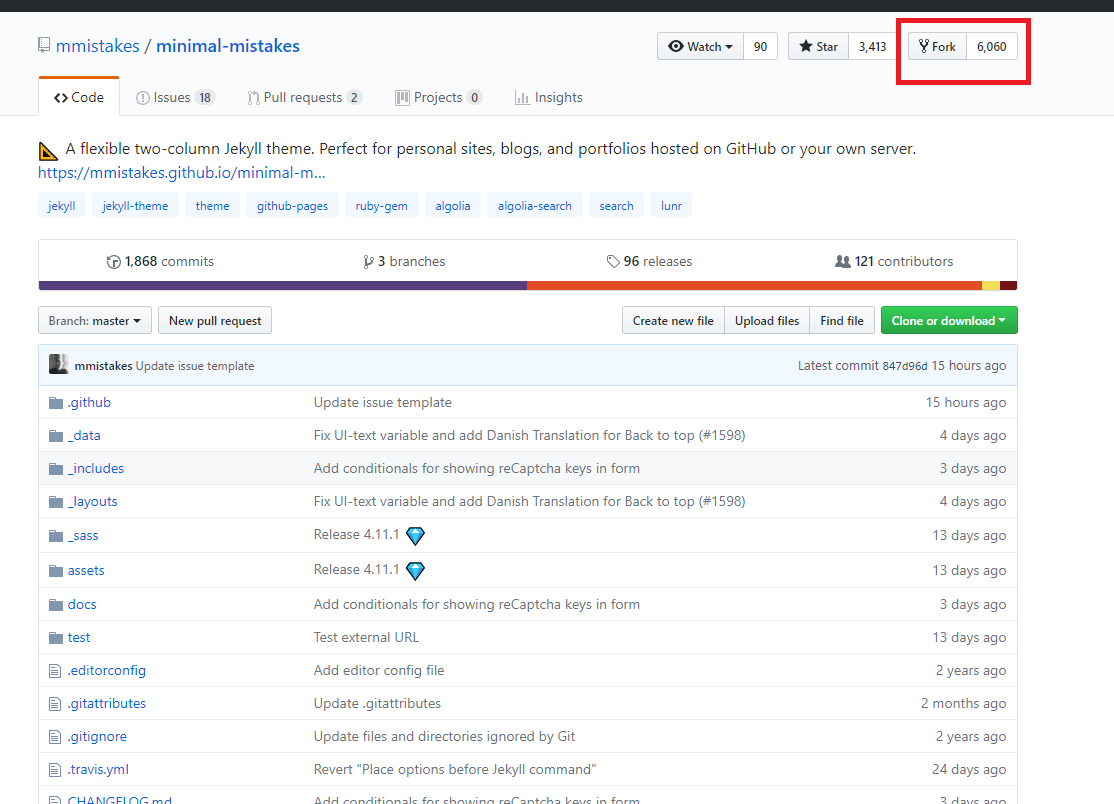 mmistakes / minimal-mistakes
Watch 90 Star 3,413 Fork 6,060
Code Issues 18 Pull requests 2 Projects 0 Insights
A flexible two-column Jekyll theme. Perfect for personal sites, blogs, and portfolios hosted on GitHub or your own server.
https://mmistakes.github.io/minimal-m...
jekyll jekyll-theme theme github-pages ruby-gem algolia algolia-search search lunr
1,868 commits 3 branches 96 releases 121 contributors
Branch: master New pull request Create new file Upload files Find file Clone or download
mmistakes Update issue template Latest commit 847d96d 15 hours ago
.github Update issue template 15 hours ago
_data Fix UI-text variable and add Danish Translation for Back to top (#1598) 4 days ago
_includes Add conditionals for showing reCaptcha keys in form 3 days ago
_layouts Fix UI-text variable and add Danish Translation for Back to top (#1598) 4 days ago
_sass Release 4.11.1 13 days ago
assets Release 4.11.1 13 days ago
docs Add conditionals for showing reCaptcha keys in form 3 days ago
test Test external URL 13 days ago
.editorconfig Add editor config file 2 years ago
.gitattributes Update .gitattributes 2 months ago
.gitignore Update files and directories ignored by Git 2 years ago
.travis.yml Revert "Place options before Jekyll command" 24 days ago
CHANGELOG.md Add conditionals for showing reCaptcha keys in form 3 days ago